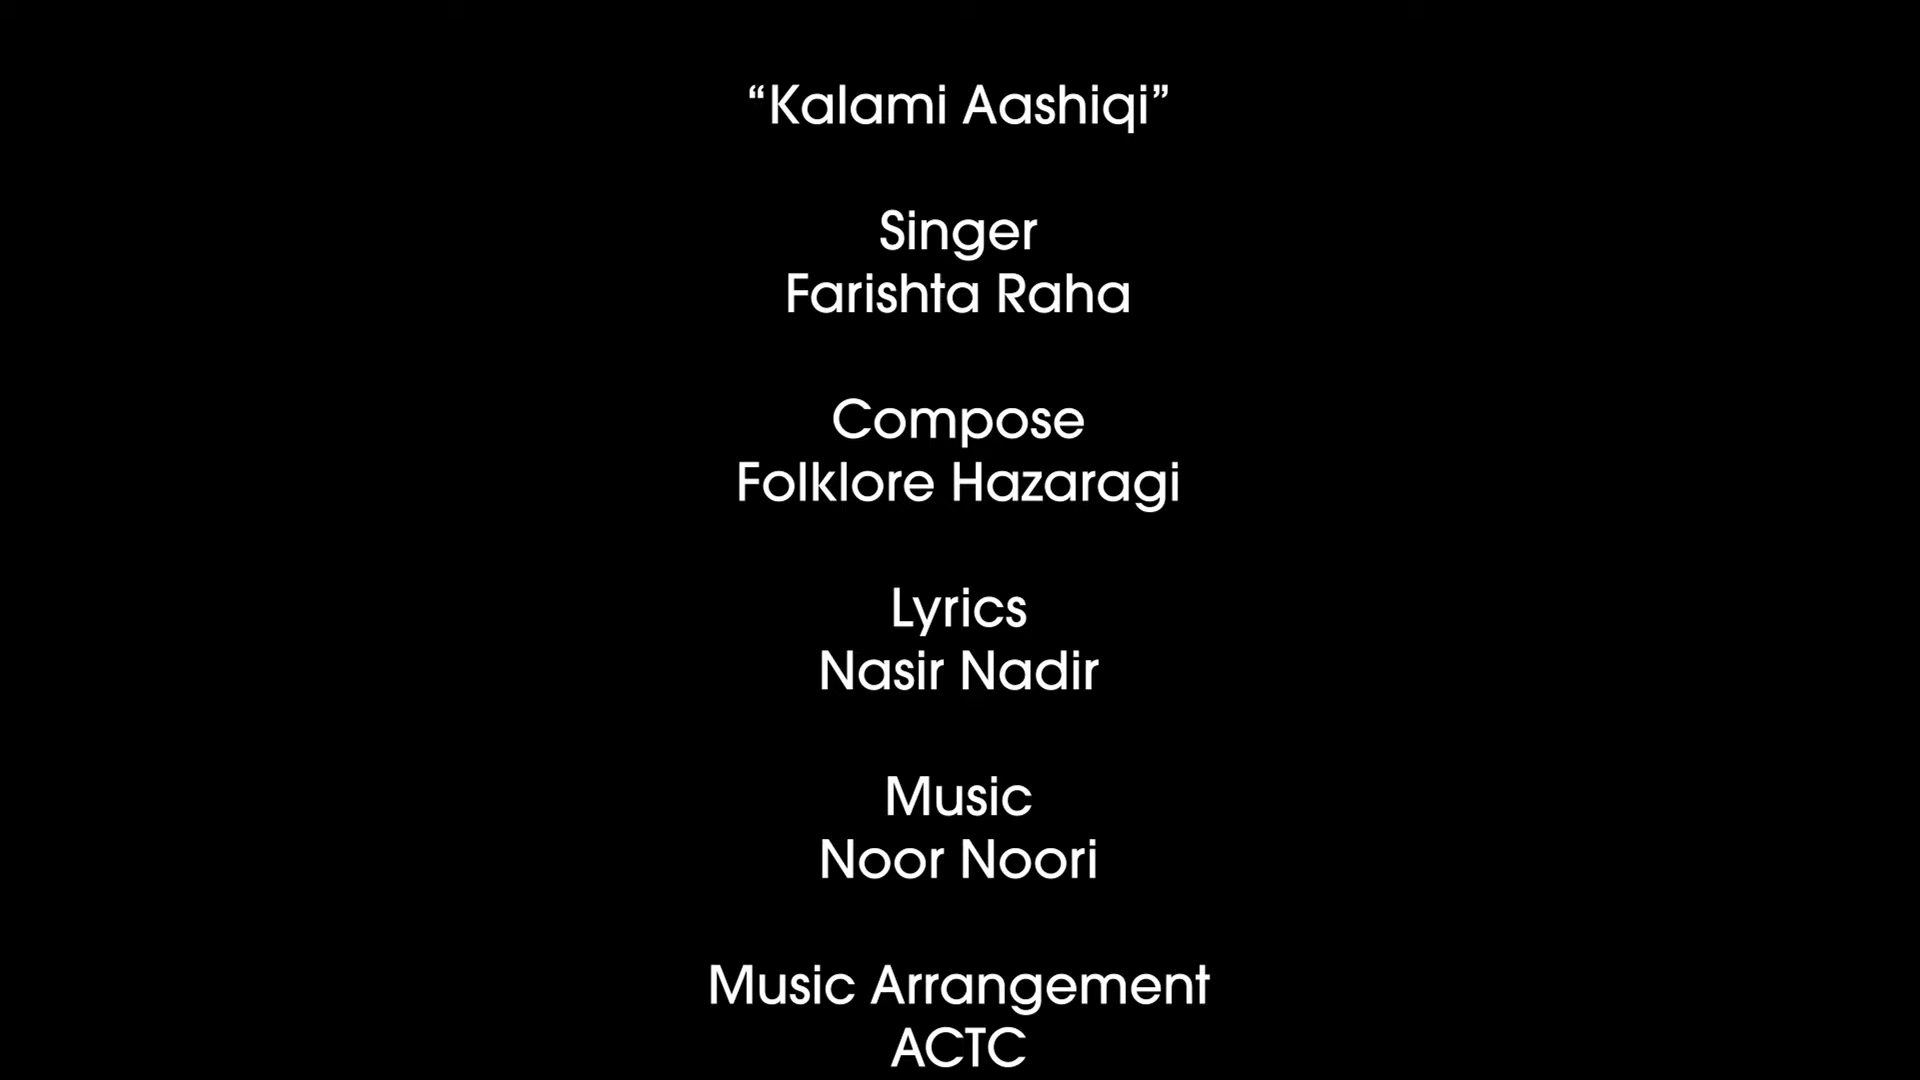 “Kalami Aashiqi”
Singer
Farishta Raha
Compose
Folklore Hazaragi
Lyrics
Nasir Nadir
Music
Noor Noori
Music Arrangement
ACTC